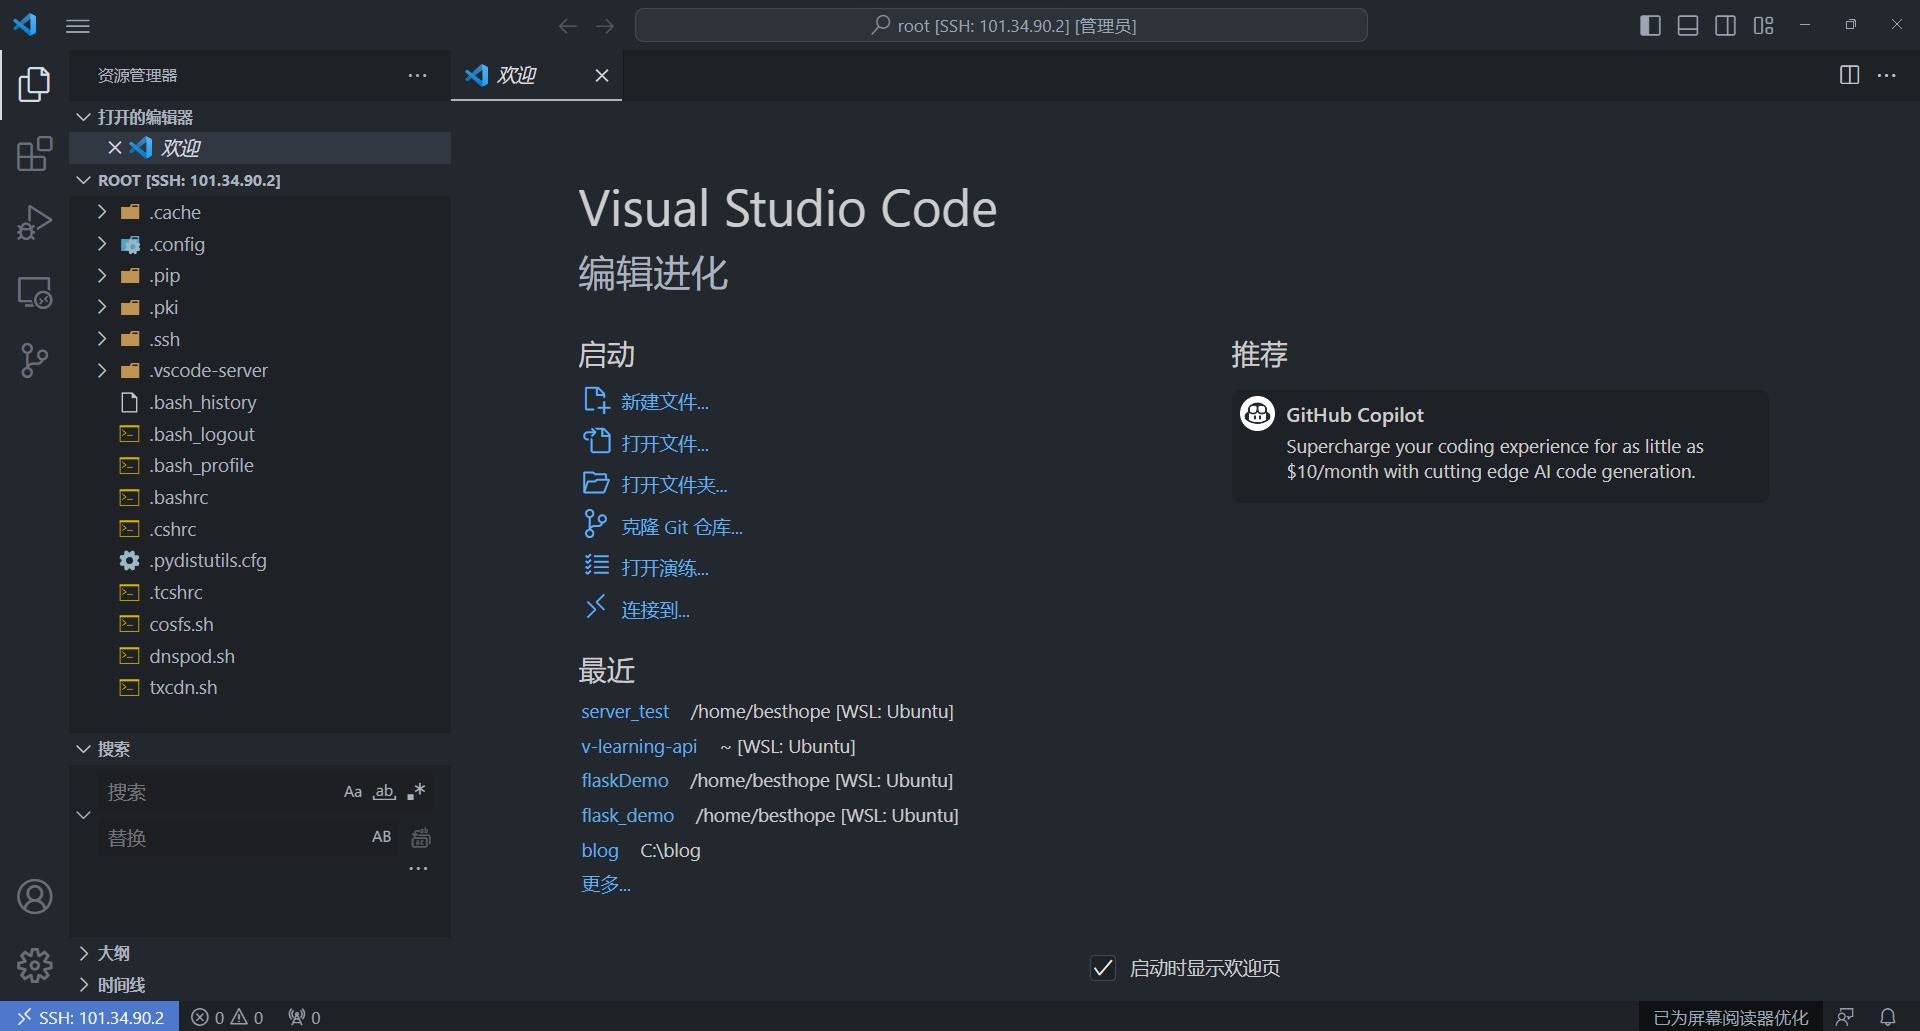 root [SSH: 101.34.90.2] [管理员]
资源管理器
欢迎
打开的编辑器
欢迎
ROOT [SSH: 101.34.90.2]
.cache
.config
.pip
.pki
.ssh
.vscode-server
.bash_history
.bash_logout
.bash_profile
.bashrc
.cshrc
.pydistutils.cfg
.tcshrc
cosfs.sh
dnspod.sh
txcdn.sh
搜索
搜索 Aa ab
替换 AB
大纲
时间线
Visual Studio Code
编辑进化
启动
新建文件...
打开文件...
打开文件夹...
克隆 Git 仓库...
打开演练...
连接到...
最近
server_test /home/besthope [WSL: Ubuntu]
v-learning-api ~ [WSL: Ubuntu]
flaskDemo /home/besthope [WSL: Ubuntu]
flask_demo /home/besthope [WSL: Ubuntu]
blog C:\blog
更多...
推荐
GitHub Copilot
Supercharge your coding experience for as little as
$10/month with cutting edge AI code generation.
启动时显示欢迎页
SSH: 101.34.90.2 0 0 0 已为屏幕阅读器优化